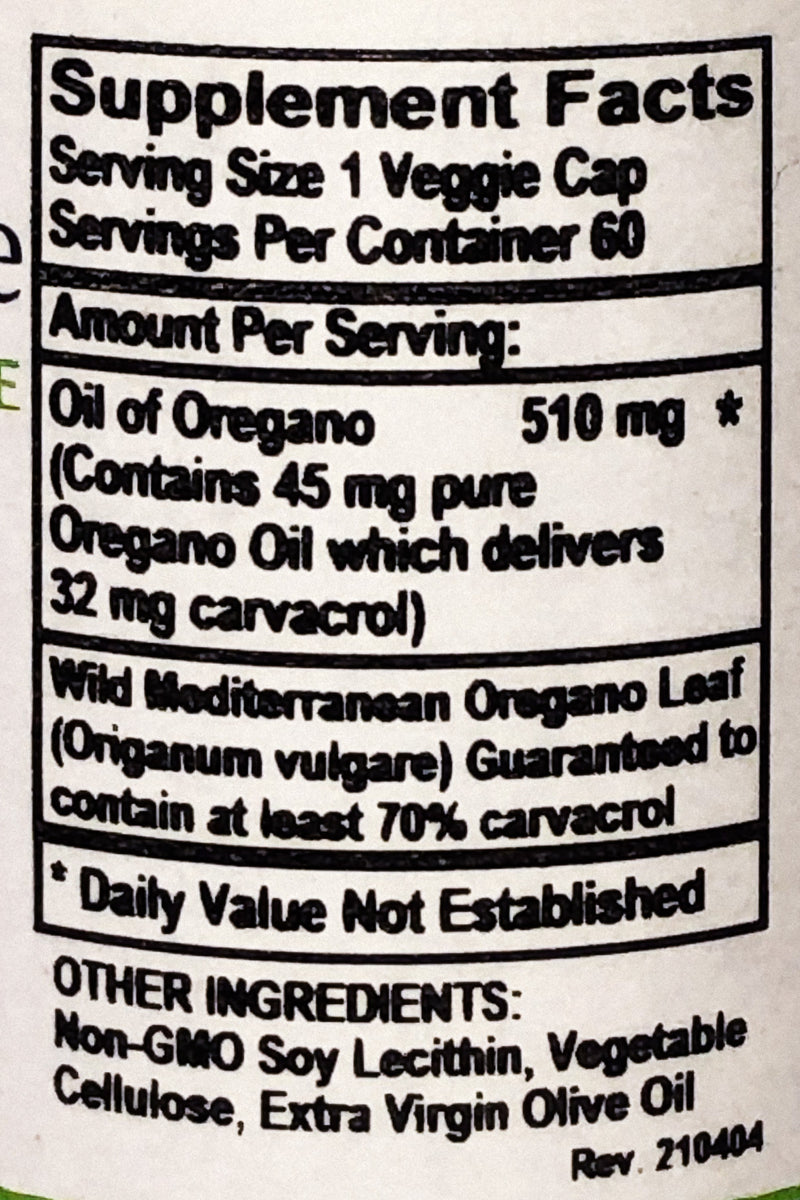 Supplement Facts
Serving Size 1 Veggie Cap
Servings Per Container 60
Amount Per Serving:
Oil of Oregano 510 mg *
(Contains 45 mg pure
Oregano Oil which delivers
32 mg carvacrol)
Wild Mediterranean Oregano Leaf
(Origanum vulgare) Guaranteed to
contain at least 70% carvacrol
* Daily Value Not Established
OTHER INGREDIENTS:
Non-GMO Soy Lecithin, Vegetable
Cellulose, Extra Virgin Olive Oil
Rev. 210404